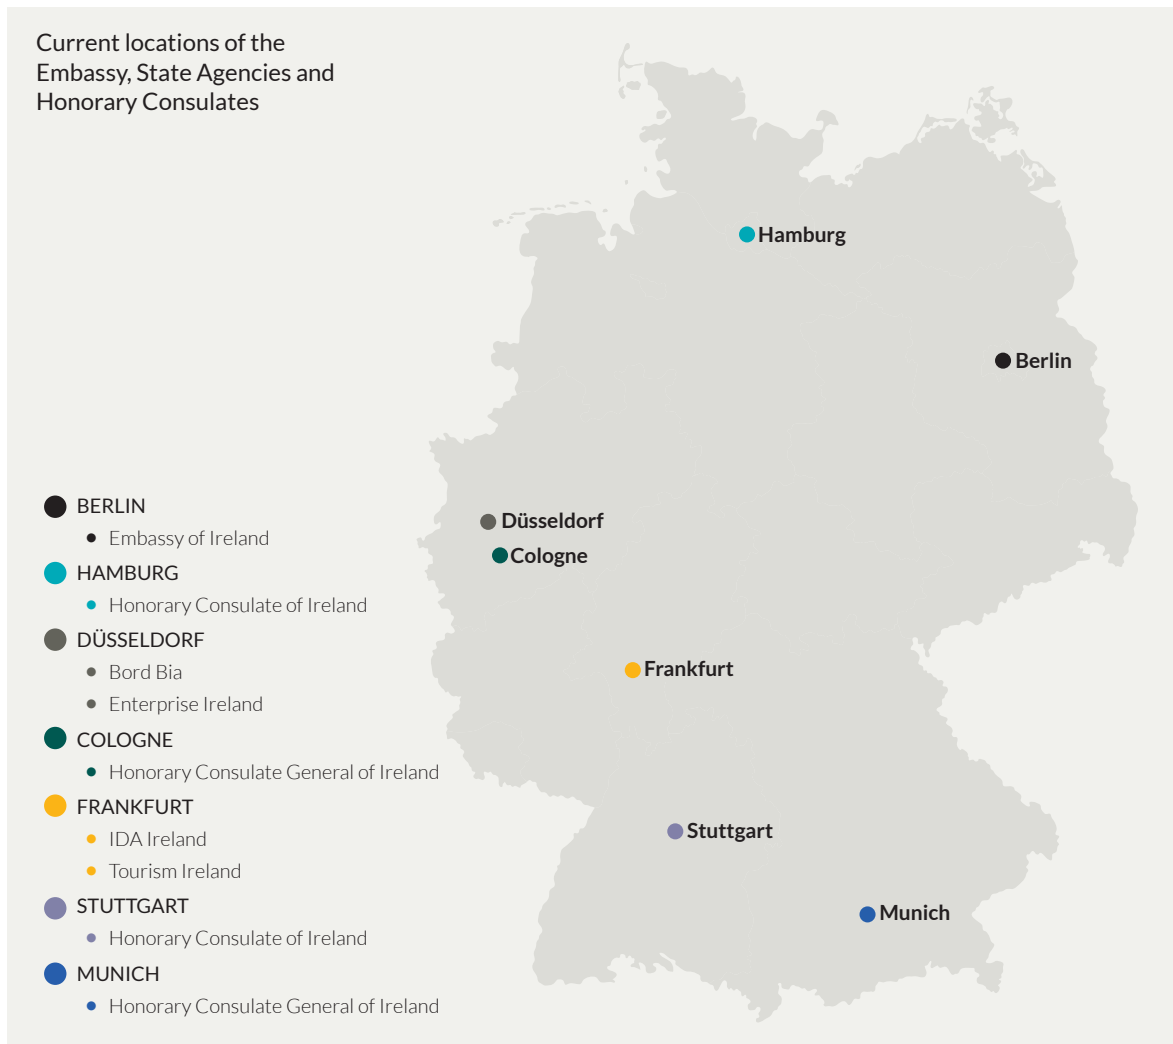 Current locations of the
Embassy, State Agencies and
Honorary Consulates
Hamburg
Berlin
Düsseldorf
Cologne
Frankfurt
Stuttgart
Munich
BERLIN
Embassy of Ireland
HAMBURG
Honorary Consulate of Ireland
DÜSSELDORF
Bord Bia
Enterprise Ireland
COLOGNE
Honorary Consulate General of Ireland
FRANKFURT
IDA Ireland
Tourism Ireland
STUTTGART
Honorary Consulate of Ireland
MUNICH
Honorary Consulate General of Ireland